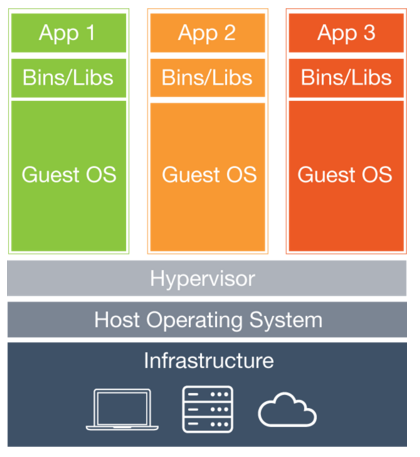 App 1
App 2
App 3
Bins/Libs
Bins/Libs
Bins/Libs
Guest OS
Guest OS
Guest OS
Hypervisor
Host Operating System
Infrastructure